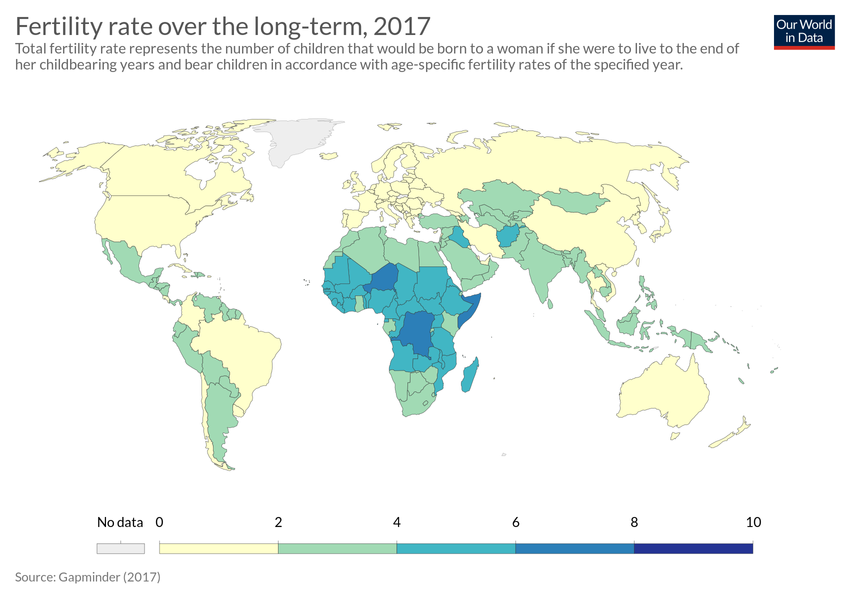 Fertility rate over the long-term, 2017
Our World
in Data
Total fertility rate represents the number of children that would be born to a woman if she were to live to the end of
her childbearing years and bear children in accordance with age-specific fertility rates of the specified year.
No data 0 2 4 6 8 10
Source: Gapminder (2017)